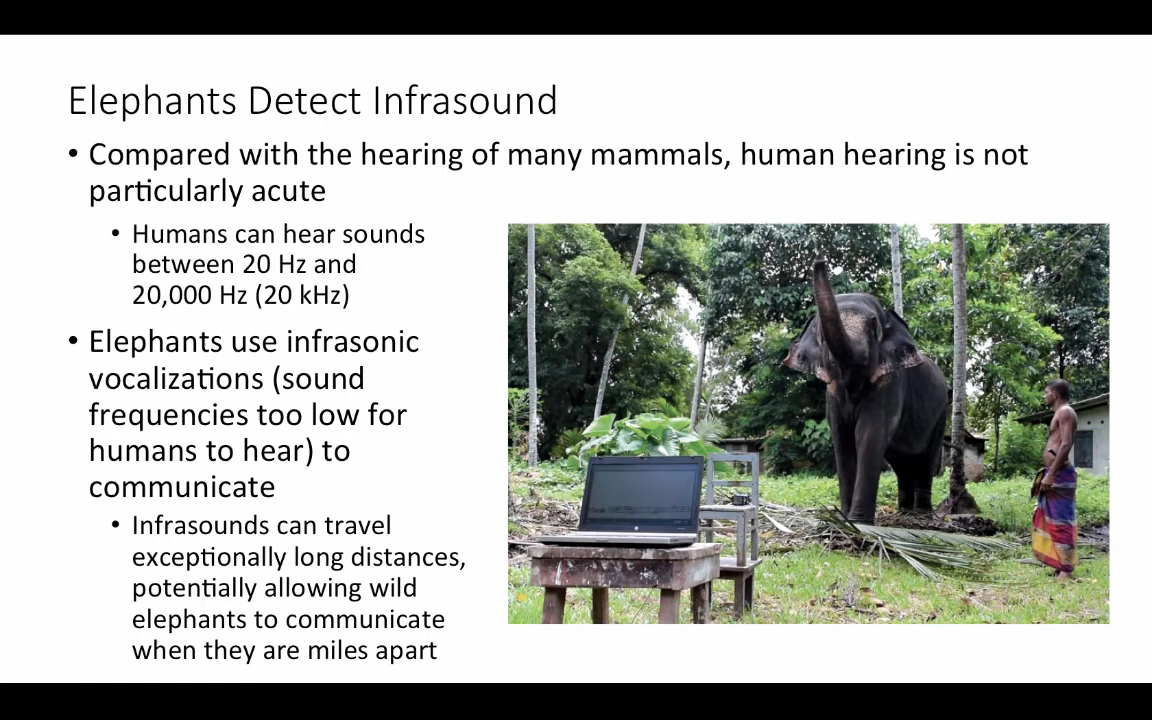 Elephants Detect Infrasound
• Compared with the hearing of many mammals, human hearing is not
particularly acute
• Humans can hear sounds
between 20 Hz and
20,000 Hz (20 kHz)
• Elephants use infrasonic
vocalizations (sound
frequencies too low for
humans to hear) to
communicate
• Infrasounds can travel
exceptionally long distances,
potentially allowing wild
elephants to communicate
when they are miles apart